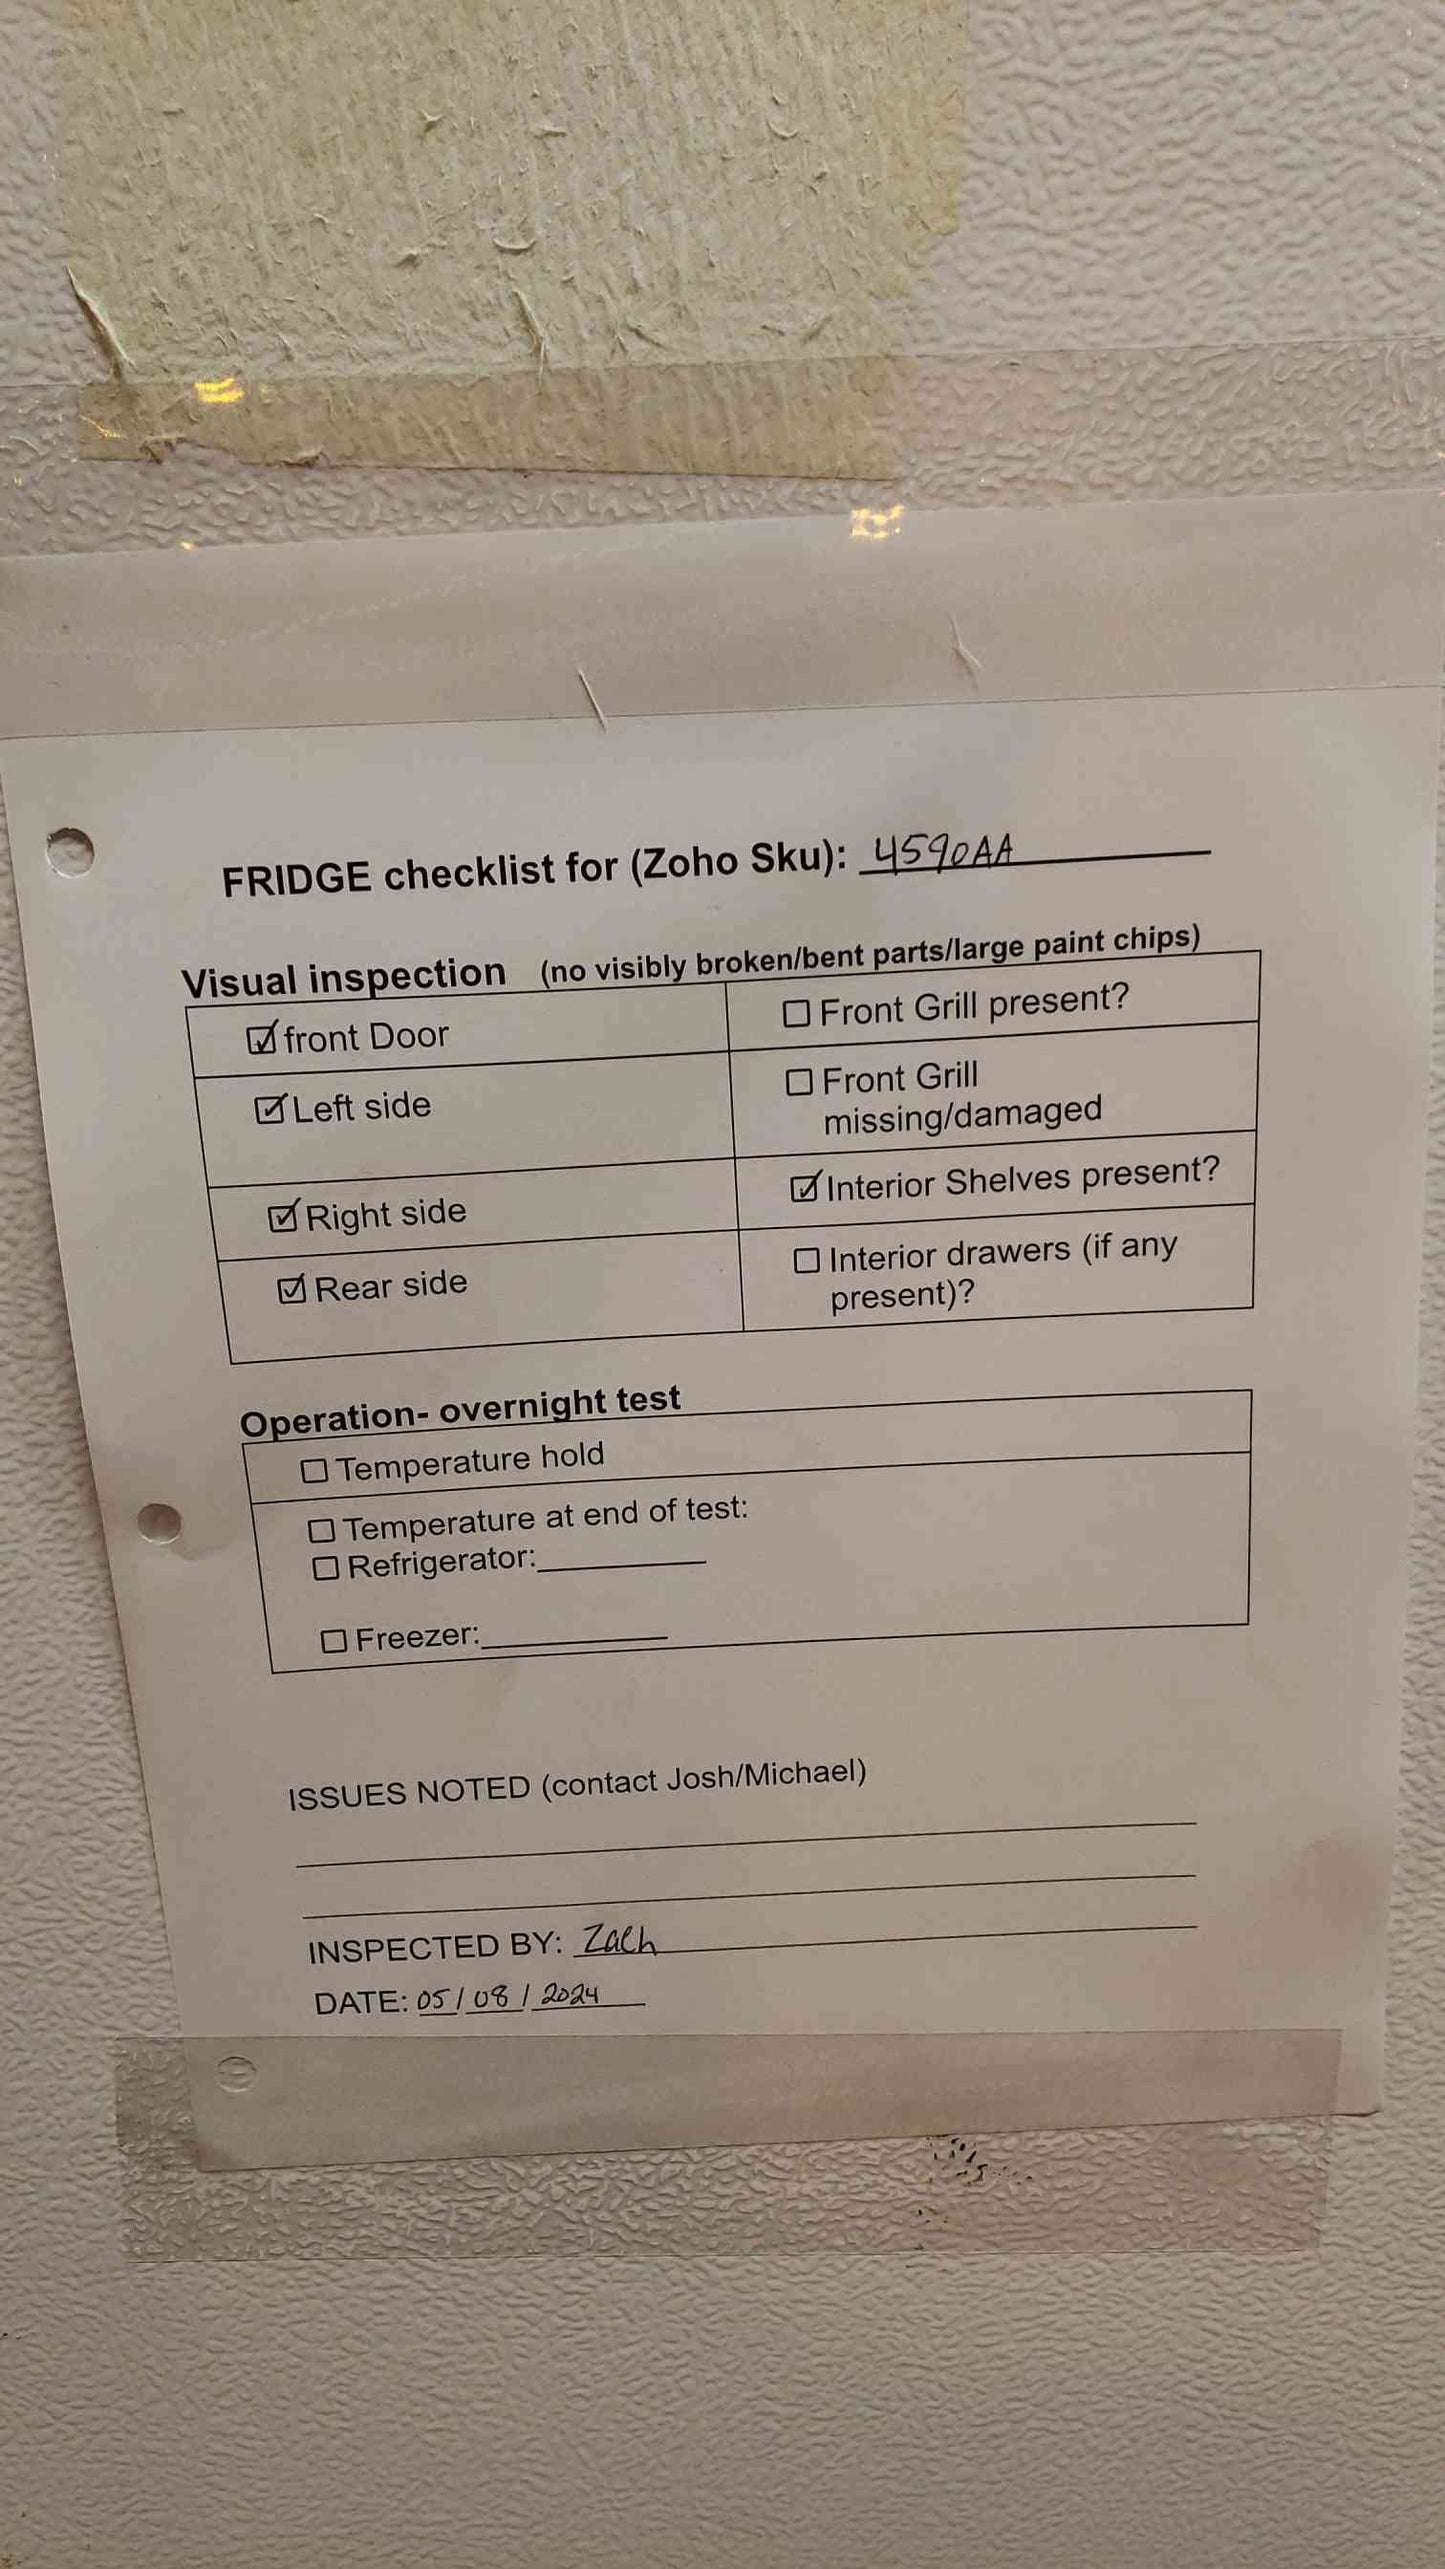 FRIDGE checklist for (Zoho Sku): 4590AA
Visual inspection (no visibly broken/bent parts/large paint chips)
☑ front Door
☐ Front Grill present?
☑ Left side
☐ Front Grill
missing/damaged
☑ Right side
☑ Interior Shelves present?
☑ Rear side
☐ Interior drawers (if any
present)?
Operation- overnight test
☐ Temperature hold
☐ Temperature at end of test:
☐ Refrigerator:
☐ Freezer:
ISSUES NOTED (contact Josh/Michael)
INSPECTED BY: Zach
DATE: 05/08/2024